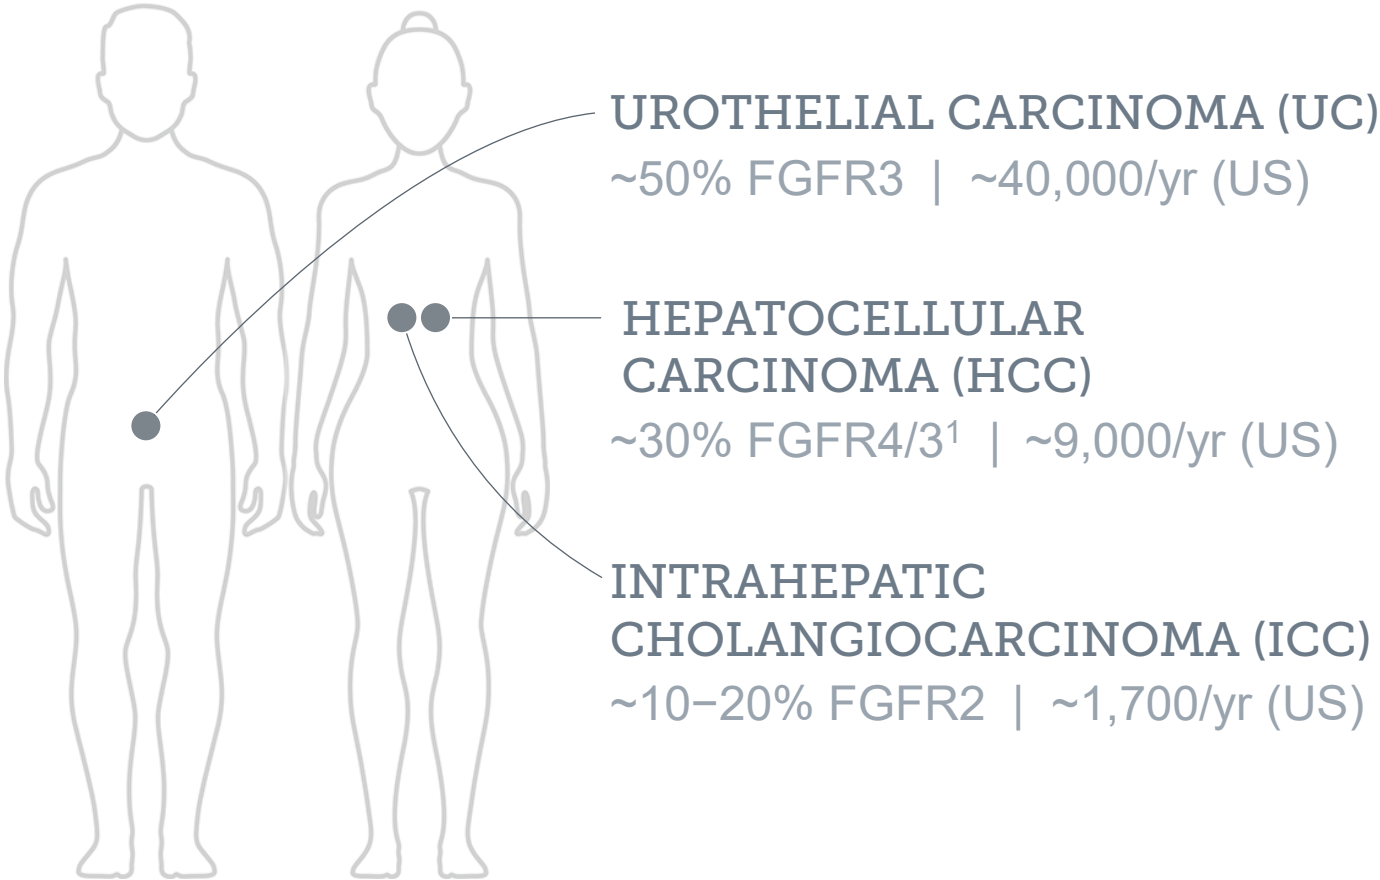 UROTHELIAL CARCINOMA (UC)
~50% FGFR3 | ~40,000/yr (US)
HEPATOCELLULAR
CARCINOMA (HCC)
~30% FGFR4/3¹ | ~9,000/yr (US)
INTRAHEPATIC
CHOLANGIOCARCINOMA (ICC)
~10−20% FGFR2 | ~1,700/yr (US)